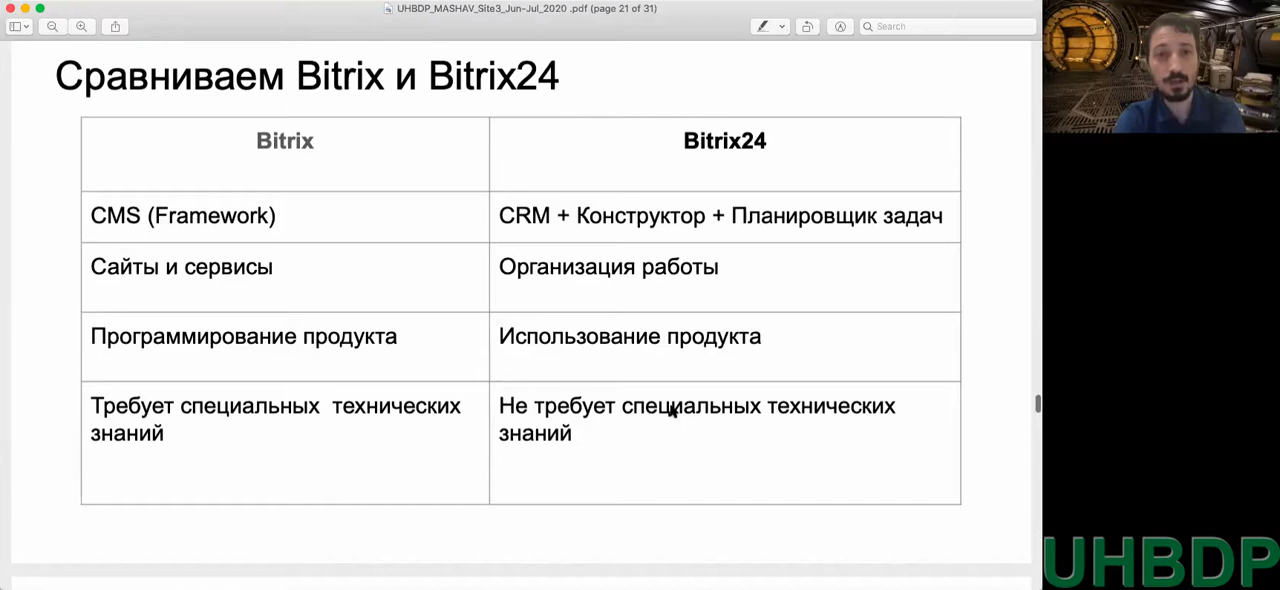 UHBDP_MASHAV_Site3_Jun-Jul_2020 .pdf (page 21 of 31)
Search
Сравниваем Bitrix и Bitrix24
Bitrix
Bitrix24
CMS (Framework)
CRM + Конструктор + Планировщик задач
Сайты и сервисы
Организация работы
Программирование продукта
Использование продукта
Требует специальных технических
знаний
Не требует специальных технических
знаний
UHBDP